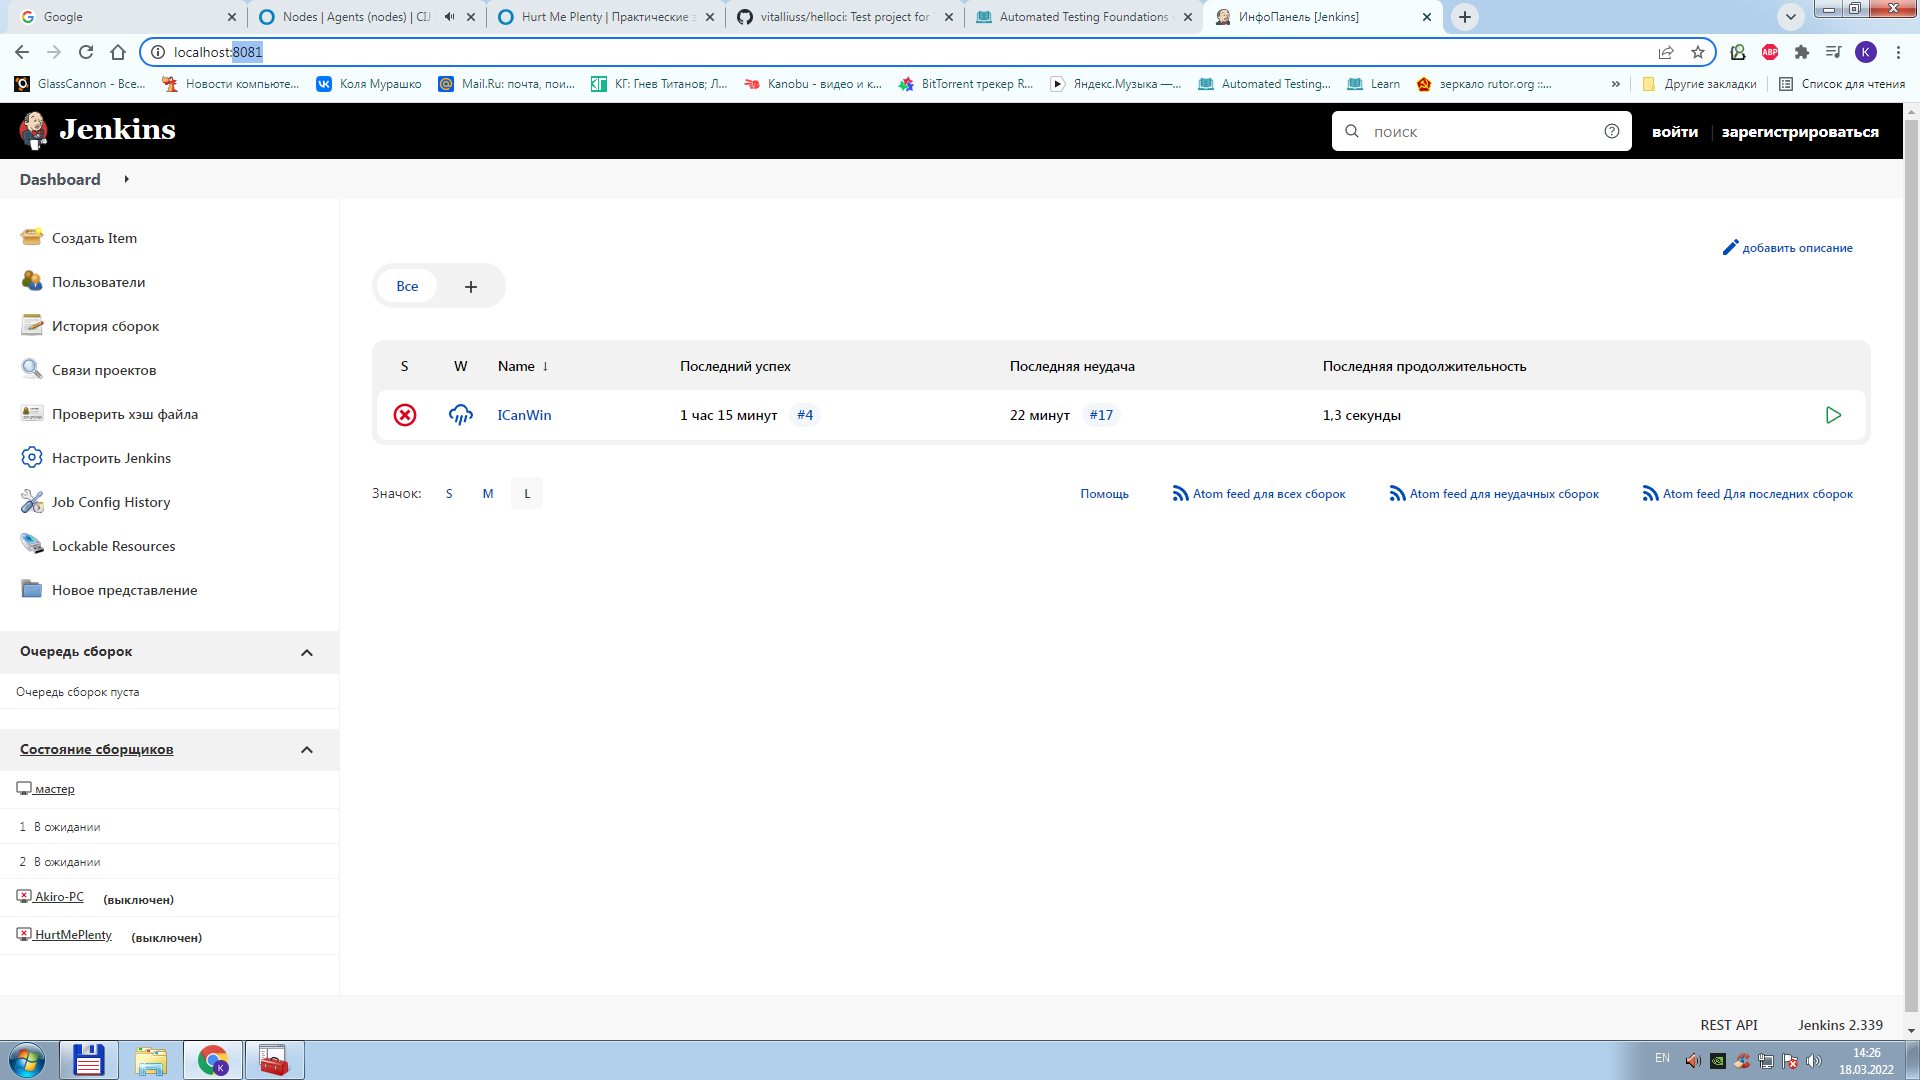 Google
Nodes | Agents (nodes) | CI.
Hurt Me Plenty | Практические з
vitalliuss/helloci: Test project for
Automated Testing Foundations
ИнфоПанель [Jenkins]
localhost:8081
ABP
K
GlassCannon - Все...
Новости компьюте...
Коля Мурашко
Mail.Ru: почта, пои...
КГ: Гнев Титанов; Л...
Kanobu - видео и к...
BitTorrent трекер R...
Яндекс.Музыка —...
Automated Testing...
Learn
зеркало rutor.org ::...
»
Другие закладки
Список для чтения
Jenkins
поиск
войти
зарегистрироваться
Dashboard
Создать Item
Пользователи
История сборок
Связи проектов
Проверить хэш файла
Настроить Jenkins
Job Config History
Lockable Resources
Новое представление
Очередь сборок
Очередь сборок пуста
Состояние сборщиков
мастер
1 В ожидании
2 В ожидании
Akiro-PC (выключен)
HurtMePlenty (выключен)
добавить описание
Все +
S W Name ↓ Последний успех Последняя неудача Последняя продолжительность
ICanWin 1 час 15 минут #4 22 минут #17 1,3 секунды
Значок: S M L
Помощь
Atom feed для всех сборок
Atom feed для неудачных сборок
Atom feed Для последних сборок
REST API
Jenkins 2.339
EN
14:26
18.03.2022